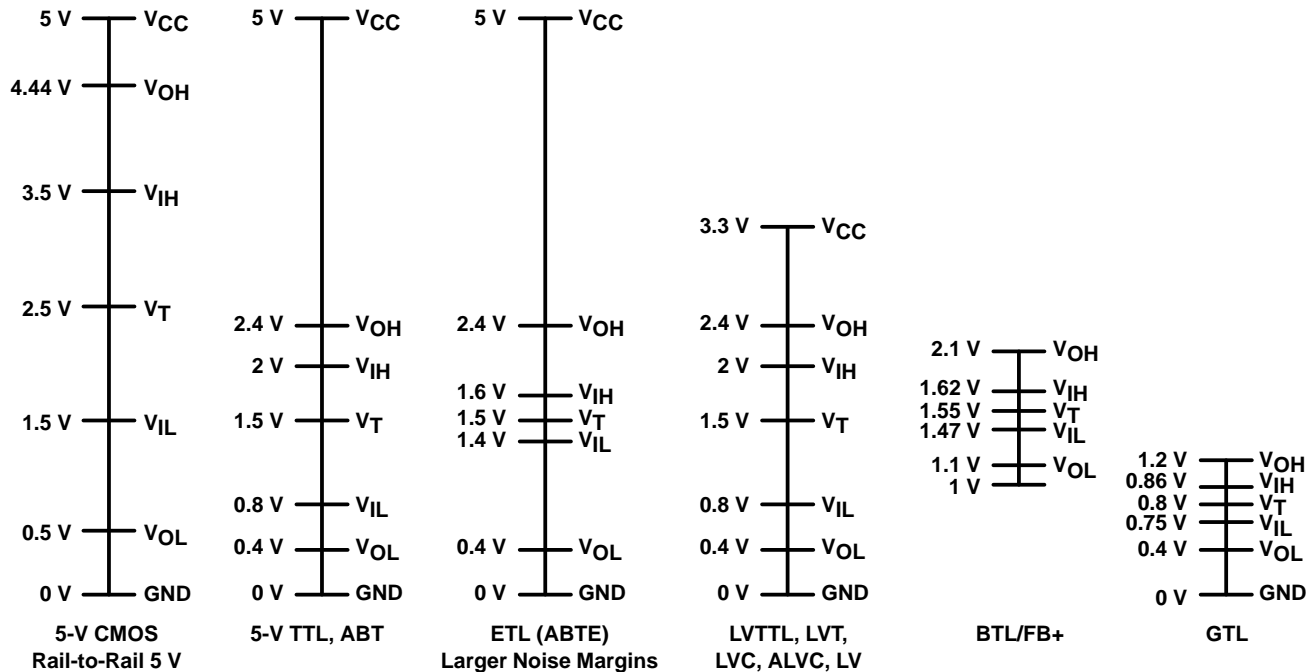 5 V VCC
4.44 V VOH
3.5 V VIH
2.5 V VT
1.5 V VIL
0.5 V VOL
0 V GND
5-V CMOS
Rail-to-Rail 5 V
5 V VCC
2.4 V VOH
2 V VIH
1.5 V VT
0.8 V VIL
0.4 V VOL
0 V GND
5-V TTL, ABT
5 V VCC
2.4 V VOH
1.6 V VIH
1.5 V VT
1.4 V VIL
0.4 V VOL
0 V GND
ETL (ABTE)
Larger Noise Margins
3.3 V VCC
2.4 V VOH
2 V VIH
1.5 V VT
0.8 V VIL
0.4 V VOL
0 V GND
LVTTL, LVT,
LVC, ALVC, LV
2.1 V VOH
1.62 V VIH
1.55 V VT
1.47 V VIL
1.1 V VOL
1 V
BTL/FB+
1.2 V VOH
0.86 V VIH
0.8 V VT
0.75 V VIL
0.4 V VOL
0 V GND
GTL